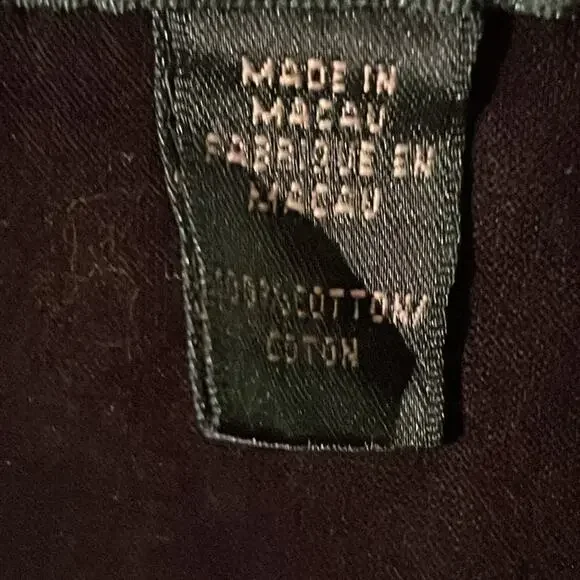 MADE IN
MACAU
FABRIQUE EN
MACAU
100%COTTON/
COTON